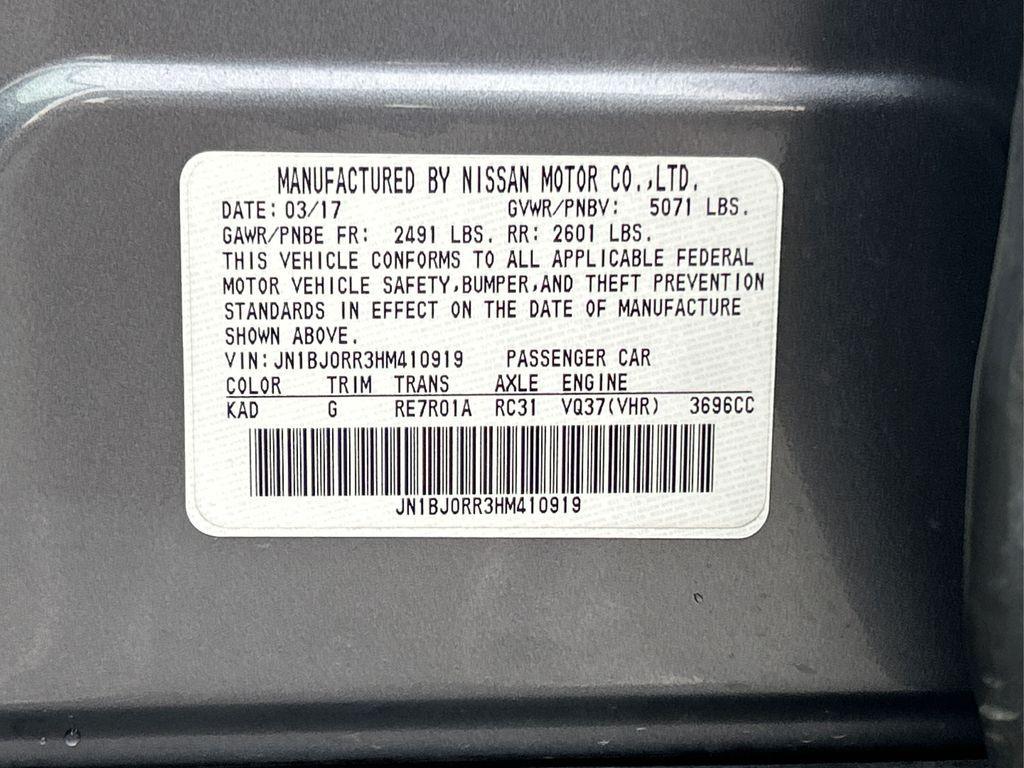 MANUFACTURED BY NISSAN MOTOR CO.,LTD.
DATE: 03/17 GVWR/PNBV: 5071 LBS.
GAWR/PNBE FR: 2491 LBS. RR: 2601 LBS.
THIS VEHICLE CONFORMS TO ALL APPLICABLE FEDERAL
MOTOR VEHICLE SAFETY,BUMPER,AND THEFT PREVENTION
STANDARDS IN EFFECT ON THE DATE OF MANUFACTURE
SHOWN ABOVE.
VIN:JN1BJ0RR3HM410919 PASSENGER CAR
COLOR TRIM TRANS AXLE ENGINE
KAD G RE7R01A RC31 VQ37(VHR) 3696CC
JN1BJ0RR3HM410919